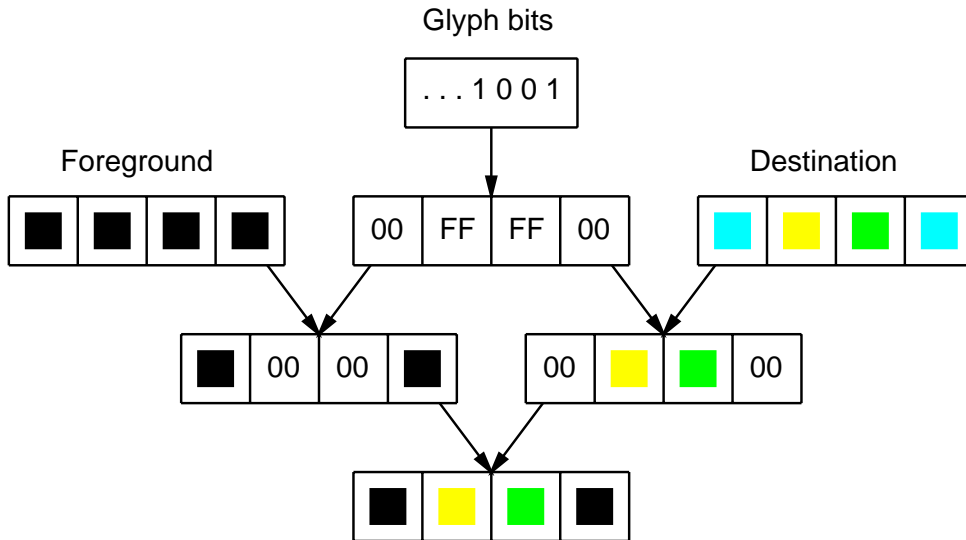 Glyph bits
. . . 1 0 0 1
Foreground
Destination
00 FF FF 00
00 00
00 00